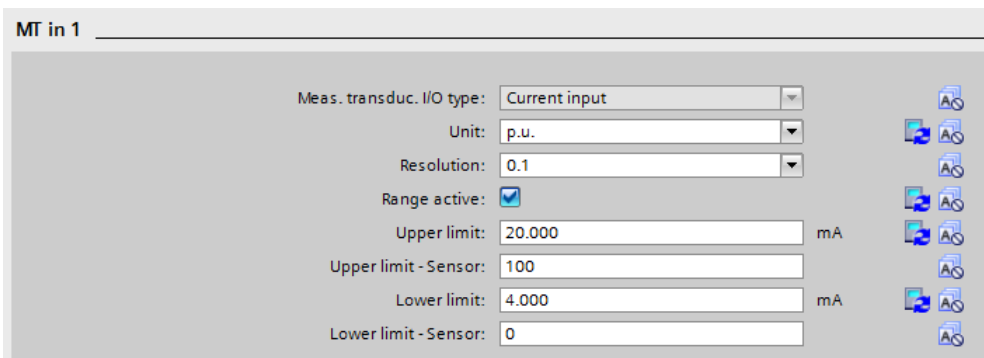 MT in 1
Meas. transduc. I/O type: Current input
Unit: p.u.
Resolution: 0.1
Range active:
Upper limit: 20.000 mA
Upper limit - Sensor: 100
Lower limit: 4.000 mA
Lower limit - Sensor: 0